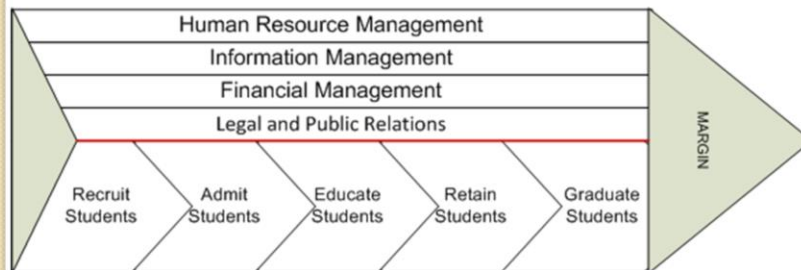 Human Resource Management
Information Management
Financial Management
Legal and Public Relations
MARGIN
Recruit
Students
Admit
Students
Educate
Students
Retain
Students
Graduate
Students